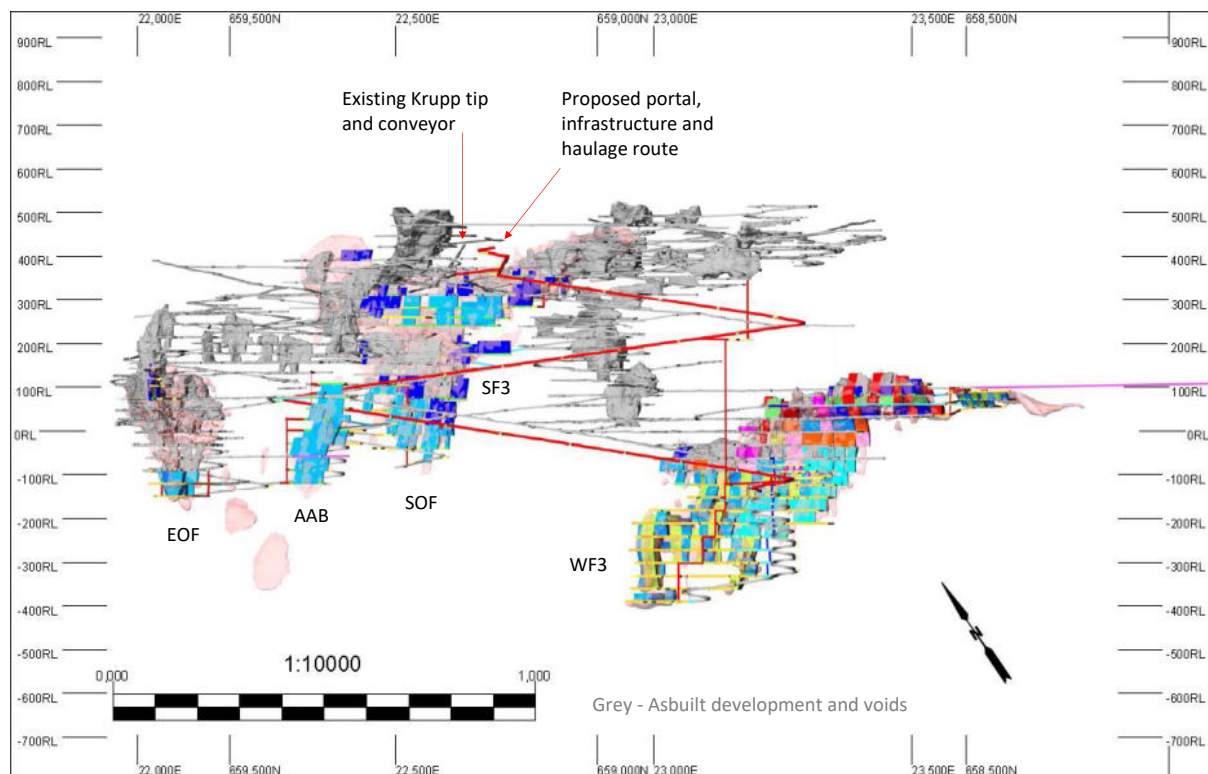 22,000E
659,500N
22,500E
659,000N
23,000E
23,500E
658,500N
900RL
900RL
800RL
800RL
700RL
700RL
600RL
600RL
500RL
500RL
400RL
400RL
300RL
300RL
200RL
200RL
100RL
100RL
0RL
0RL
-100RL
-100RL
-200RL
-200RL
-300RL
-300RL
-400RL
-400RL
-500RL
-500RL
-600RL
-600RL
-700RL
-700RL
Existing Krupp tip
and conveyor
Proposed portal,
infrastructure and
haulage route
SF3
EOF
AAB
SOF
WF3
N
1:10000
0,000
1,000
Grey - Asbuilt development and voids
22,000E
659,500N
22,500E
659,000N
23,000E
23,500E
658,500N